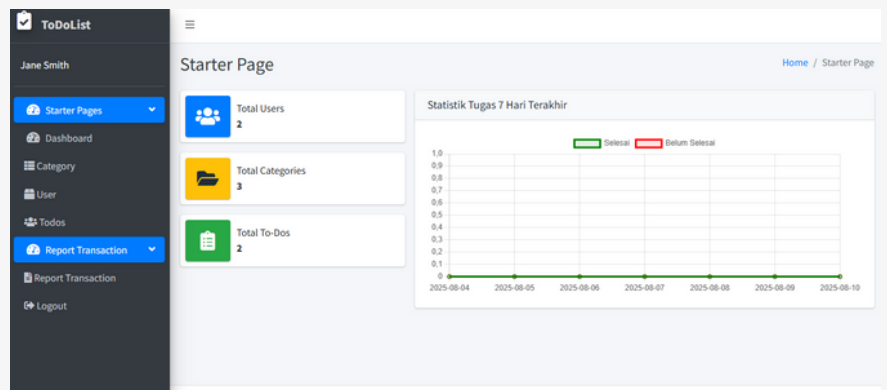 ToDoList
Jane Smith
Starter Pages
Dashboard
Category
User
Todos
Report Transaction
Report Transaction
Logout
Starter Page
Home / Starter Page
Total Users
2
Total Categories
3
Total To-Dos
2
Statistik Tugas 7 Hari Terakhir
Selesai Belum Selesai
1,0
0,9
0,8
0,7
0,6
0,5
0,4
0,3
0,2
0,1
0
2025-08-04 2025-08-05 2025-08-06 2025-08-07 2025-08-08 2025-08-09 2025-08-10